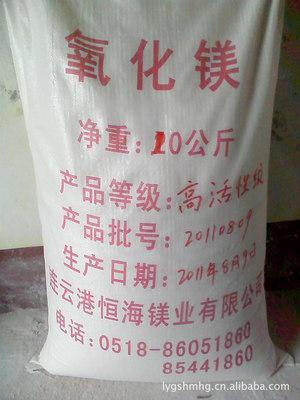 氧化镁
净重：10公斤
产品等级：高活性级
产品批号：20110809
生产日期：2011年8月9日
连云港恒海镁业有限公司
电话：0518-86051860
85441860
lygshmhg.cn.alibaba.com